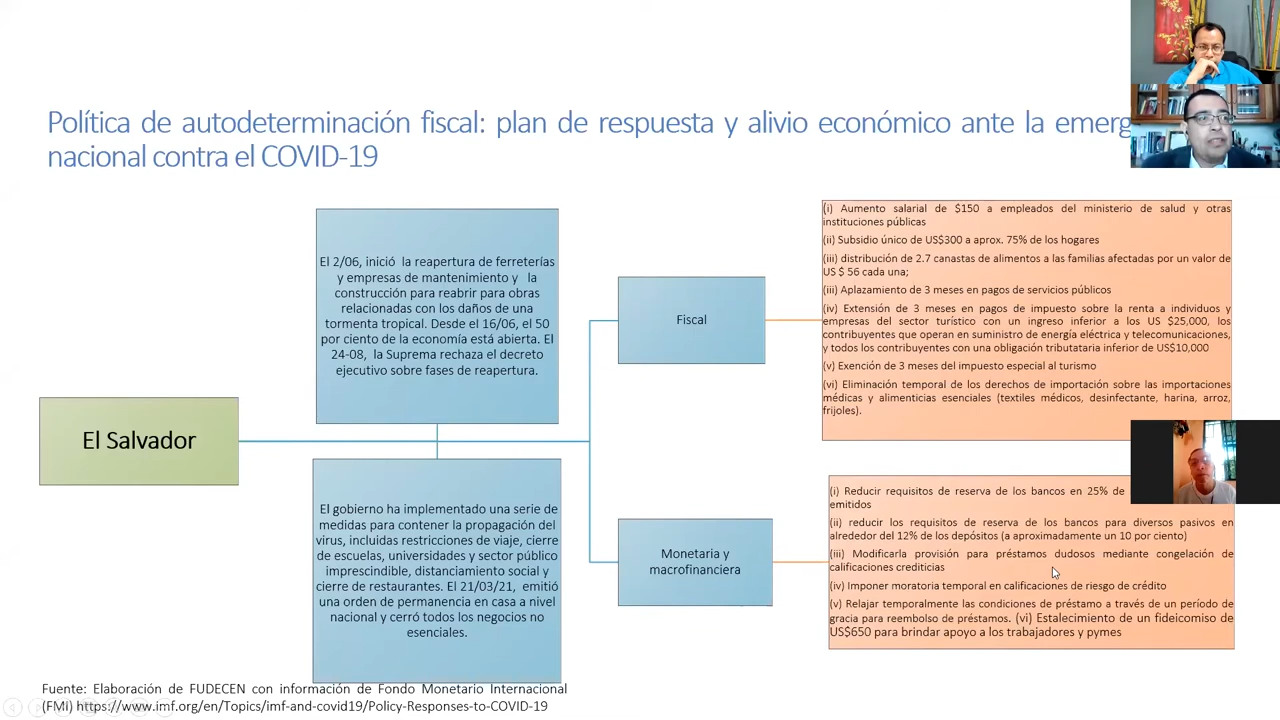 Política de autodeterminación fiscal: plan de respuesta y alivio económico ante la emerg
nacional contra el COVID-19
El 2/06, inició la reapertura de ferreterías
y empresas de mantenimiento y la
construcción para reabrir para obras
relacionadas con los daños de una
tormenta tropical. Desde el 16/06, el 50
por ciento de la economía está abierta. El
24-08, la Suprema rechaza el decreto
ejecutivo sobre fases de reapertura.
El Salvador
El gobierno ha implementado una serie de
medidas para contener la propagación del
virus, incluidas restricciones de viaje, cierre
de escuelas, universidades y sector público
imprescindible, distanciamiento social y
cierre de restaurantes. El 21/03/21, emitió
una orden de permanencia en casa a nivel
nacional y cerró todos los negocios no
esenciales.
Fiscal
(i) Aumento salarial de $150 a empleados del ministerio de salud y otras
instituciones públicas
(ii) Subsidio único de US$300 a aprox. 75% de los hogares
(iii) distribución de 2.7 canastas de alimentos a las familias afectadas por un valor de
US $ 56 cada una;
(iii) Aplazamiento de 3 meses en pagos de servicios públicos
(iv) Extensión de 3 meses en pagos de impuesto sobre la renta a individuos y
empresas del sector turístico con un ingreso inferior a los US $25,000, los
contribuyentes que operan en suministro de energía eléctrica y telecomunicaciones,
y todos los contribuyentes con una obligación tributataria inferior de US$10,000
(v) Exención de 3 meses del impuesto especial al turismo
(vi) Eliminación temporal de los derechos de importación sobre las importaciones
médicas y alimenticias esenciales (textiles médicos, desinfectante, harina, arroz,
frijoles).
Monetaria y
macrofinanciera
(i) Reducir requisitos de reserva de los bancos en 25% de
emitidos
(ii) reducir los requisitos de reserva de los bancos para diversos pasivos en
alrededor del 12% de los depósitos (a aproximadamente un 10 por ciento)
(iii) Modificarla provisión para préstamos dudosos mediante congelación de
calificaciones crediticias
(iv) Imponer moratoria temporal en calificaciones de riesgo de crédito
(v) Relajar temporalmente las condiciones de préstamo a través de un período de
gracia para reembolso de préstamos. (vi) Estalecimiento de un fideicomiso de
US$650 para brindar apoyo a los trabajadores y pymes
Fuente: Elaboración de FUDECEN con información de Fondo Monetario Internacional
(FMI) https://www.imf.org/en/Topics/imf-and-covid19/Policy-Responses-to-COVID-19